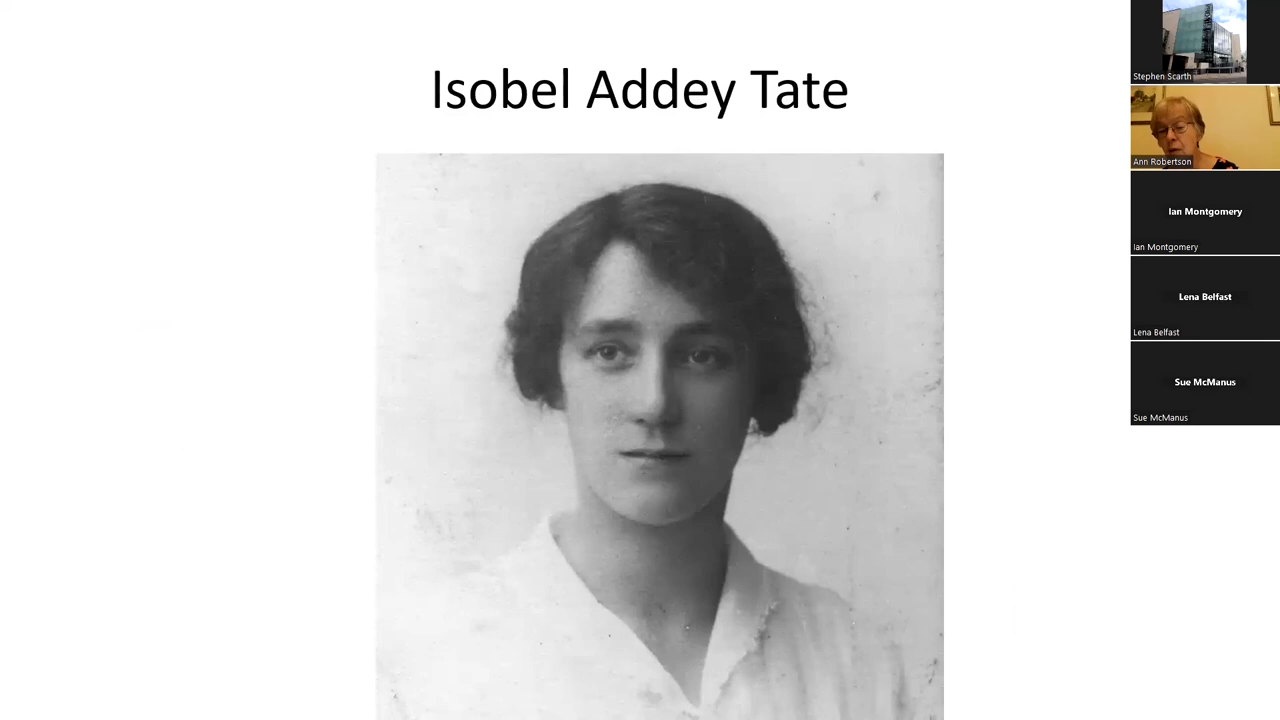 Isobel Addey Tate
Stephen Scarth
Ann Robertson
Ian Montgomery
Ian Montgomery
Lena Belfast
Lena Belfast
Sue McManus
Sue McManus